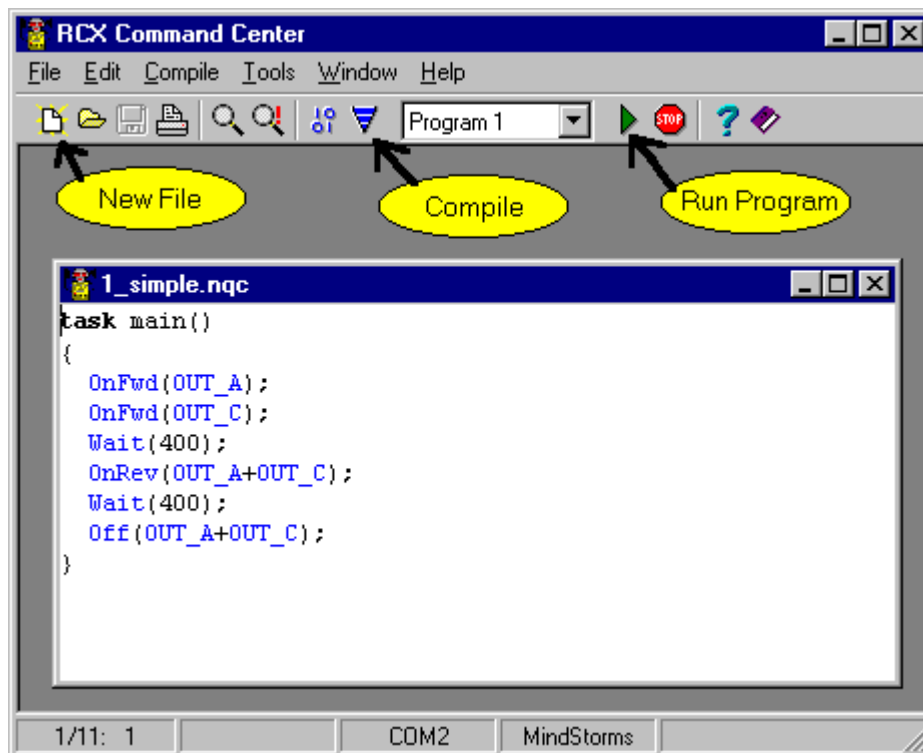 RCX Command Center
File Edit Compile Tools Window Help
Program 1
STOP
New File
Compile
Run Program
1_simple.nqc
task main()
{
OnFwd(OUT_A);
OnFwd(OUT_C);
Wait(400);
OnRev(OUT_A+OUT_C);
Wait(400);
Off(OUT_A+OUT_C);
}
1/11: 1 COM2 MindStorms